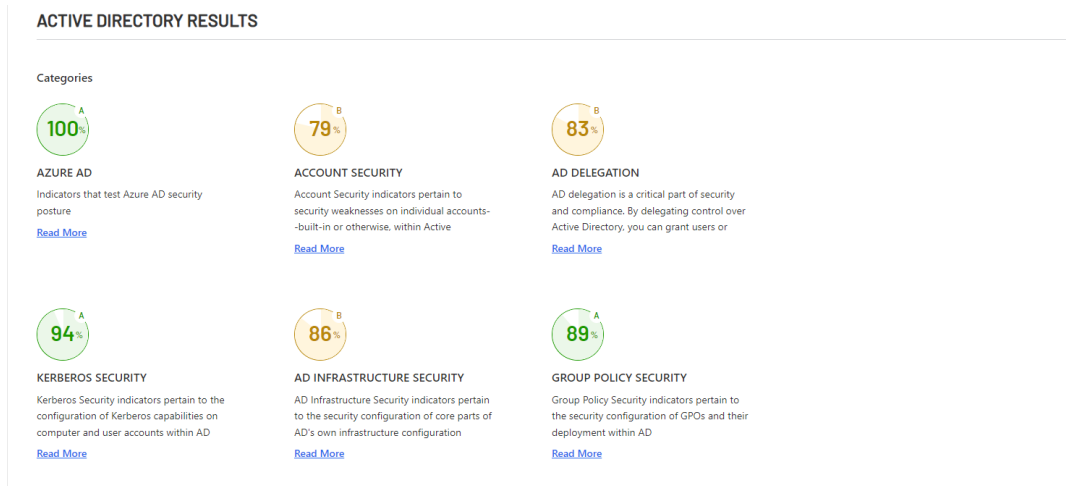 ACTIVE DIRECTORY RESULTS
Categories
A
100%
AZURE AD
Indicators that test Azure AD security
posture
Read More
B
79%
ACCOUNT SECURITY
Account Security indicators pertain to
security weaknesses on individual accounts-
-built-in or otherwise, within Active
Read More
B
83%
AD DELEGATION
AD delegation is a critical part of security
and compliance. By delegating control over
Active Directory, you can grant users or
Read More
A
94%
KERBEROS SECURITY
Kerberos Security indicators pertain to the
configuration of Kerberos capabilities on
computer and user accounts within AD
Read More
B
86%
AD INFRASTRUCTURE SECURITY
AD Infrastructure Security indicators pertain
to the security configuration of core parts of
AD's own infrastructure configuration
Read More
A
89%
GROUP POLICY SECURITY
Group Policy Security indicators pertain to
the security configuration of GPOs and their
deployment within AD
Read More